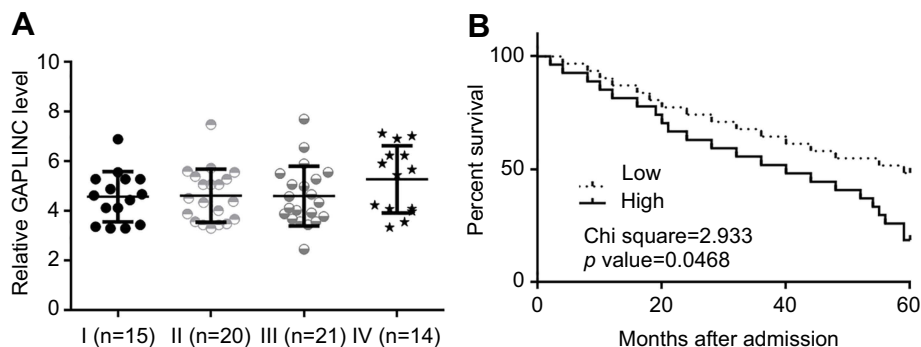 A
Relative GAPLINC level
10
8
6
4
2
0
I (n=15) II (n=20) III (n=21) IV (n=14)
B
Percent survival
100
50
0
Low
High
Chi square=2.933
p value=0.0468
0 20 40 60
Months after admission